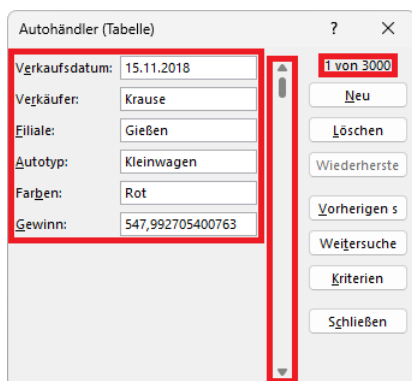 Autohändler (Tabelle) ? ×
Verkaufsdatum: 15.11.2018
Verkäufer: Krause
Filiale: Gießen
Autotyp: Kleinwagen
Farben: Rot
Gewinn: 547,992705400763
1 von 3000
Neu
Löschen
Wiederherste
Vorherigen s
Weitersuche
Kriterien
Schließen